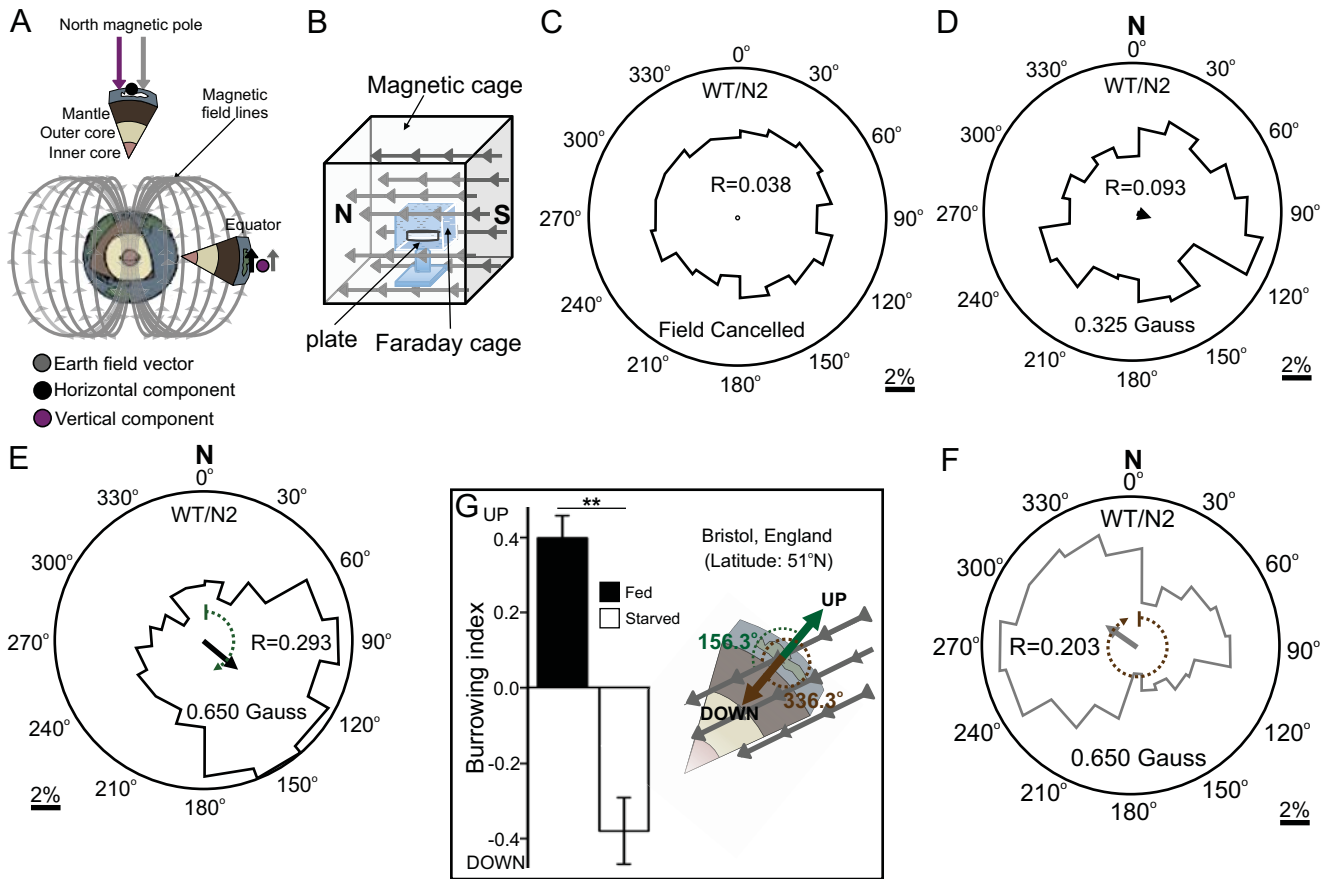 A
North magnetic pole
Mantle
Outer core
Inner core
Magnetic
field lines
Equator
Earth field vector
Horizontal component
Vertical component
B
Magnetic cage
N
S
plate
Faraday cage
C
0°
30°
60°
90°
120°
150°
180°
210°
240°
270°
300°
330°
WT/N2
R=0.038
Field Cancelled
2%
D
N
0°
30°
60°
90°
120°
150°
180°
210°
240°
270°
300°
330°
WT/N2
R=0.093
0.325 Gauss
2%
E
N
0°
30°
60°
90°
120°
150°
180°
210°
240°
270°
300°
330°
WT/N2
R=0.293
0.650 Gauss
2%
G
UP
0.4
0.2
0.0
-0.2
-0.4
DOWN
Burrowing index
**
Fed
Starved
Bristol, England
(Latitude: 51°N)
UP
156.3°
336.3°
DOWN
F
N
0°
30°
60°
90°
120°
150°
180°
210°
240°
270°
300°
330°
WT/N2
R=0.203
0.650 Gauss
2%